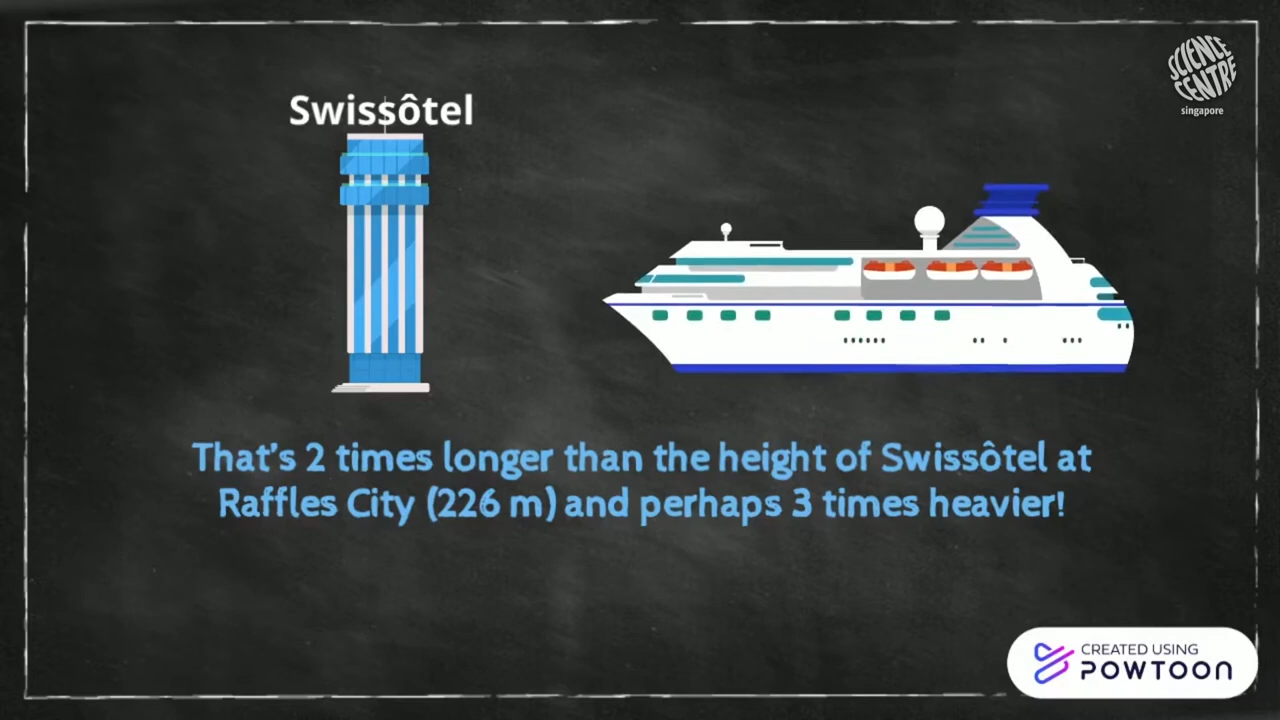 SCIENCE
CENTRE
singapore
Swissôtel
That's 2 times longer than the height of Swissôtel at
Raffles City (226 m) and perhaps 3 times heavier!
CREATED USING
POWTOON